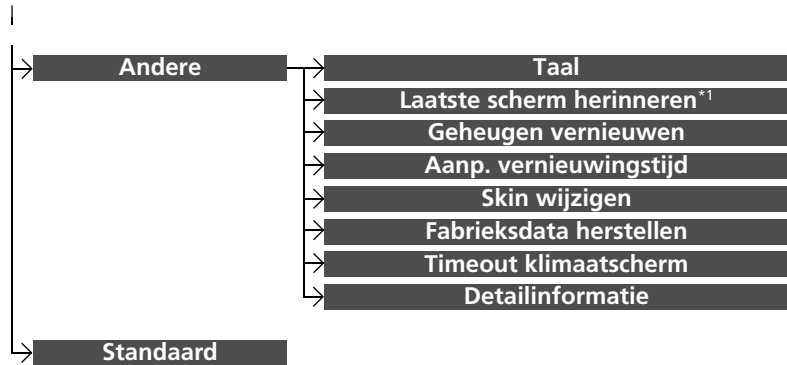 Andere
Taal
Laatste scherm herinneren*1
Geheugen vernieuwen
Aanp. vernieuwingstijd
Skin wijzigen
Fabrieksdata herstellen
Timeout klimaatscherm
Detailinformatie
Standaard